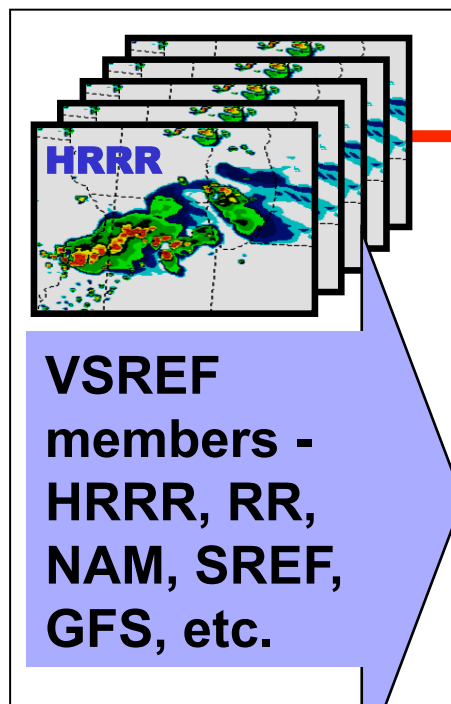 HRRR
VSREF
members -
HRRR, RR,
NAM, SREF,
GFS, etc.